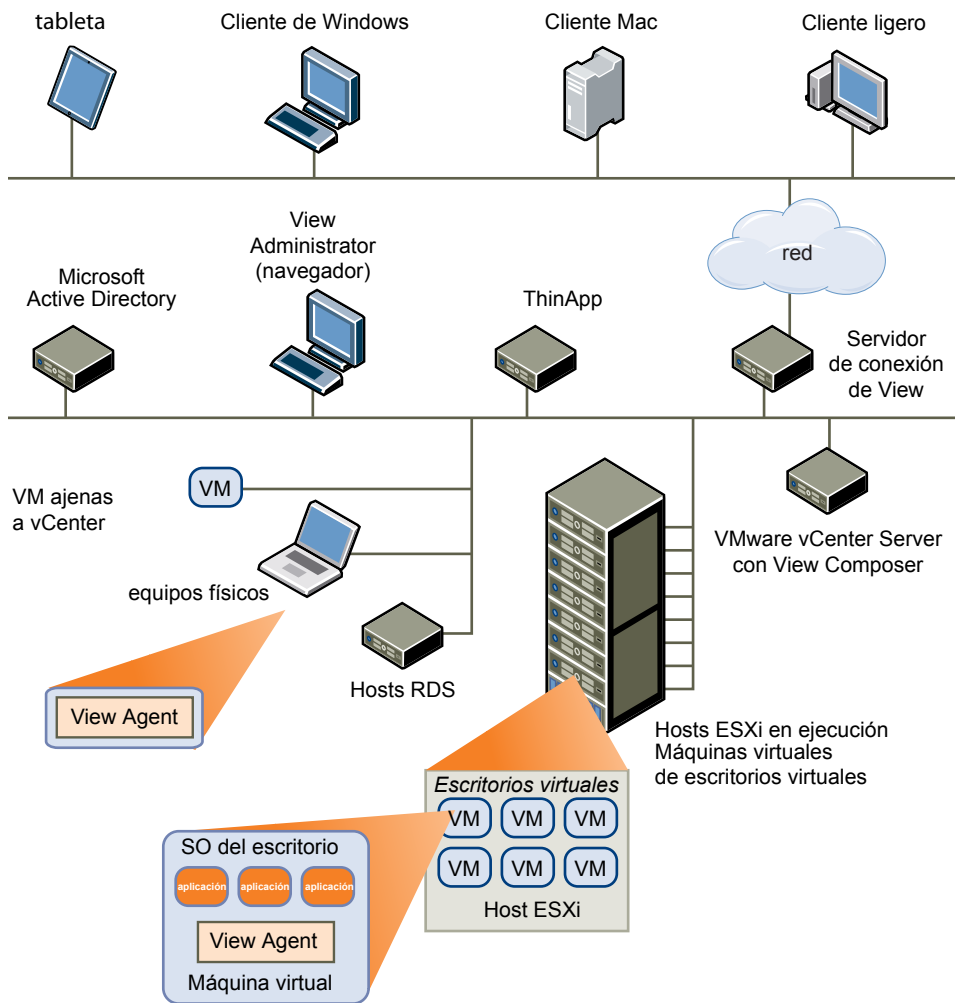 tableta
Cliente de Windows
Cliente Mac
Cliente ligero
View
Administrator
(navegador)
red
Microsoft
Active Directory
ThinApp
Servidor
de conexión
de View
VM
VM ajenas
a vCenter
VMware vCenter Server
con View Composer
equipos físicos
Hosts RDS
View Agent
Hosts ESXi en ejecución
Máquinas virtuales
de escritorios virtuales
Escritorios virtuales
VM VM VM
VM VM VM
Host ESXi
SO del escritorio
aplicación aplicación aplicación
View Agent
Máquina virtual